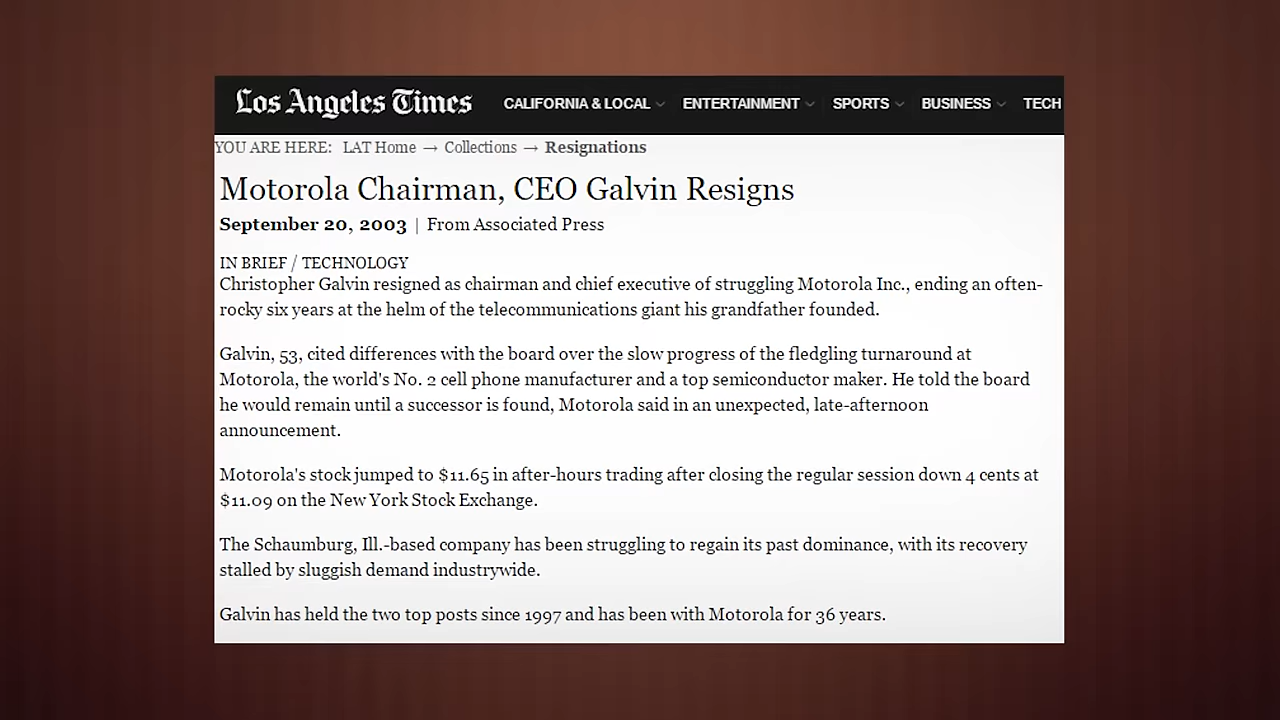 Los Angeles Times CALIFORNIA & LOCAL ENTERTAINMENT SPORTS BUSINESS TECH
YOU ARE HERE: LAT Home → Collections → Resignations
Motorola Chairman, CEO Galvin Resigns
September 20, 2003 | From Associated Press
IN BRIEF / TECHNOLOGY
Christopher Galvin resigned as chairman and chief executive of struggling Motorola Inc., ending an often-
rocky six years at the helm of the telecommunications giant his grandfather founded.
Galvin, 53, cited differences with the board over the slow progress of the fledgling turnaround at
Motorola, the world's No. 2 cell phone manufacturer and a top semiconductor maker. He told the board
he would remain until a successor is found, Motorola said in an unexpected, late-afternoon
announcement.
Motorola's stock jumped to $11.65 in after-hours trading after closing the regular session down 4 cents at
$11.09 on the New York Stock Exchange.
The Schaumburg, Ill.-based company has been struggling to regain its past dominance, with its recovery
stalled by sluggish demand industrywide.
Galvin has held the two top posts since 1997 and has been with Motorola for 36 years.